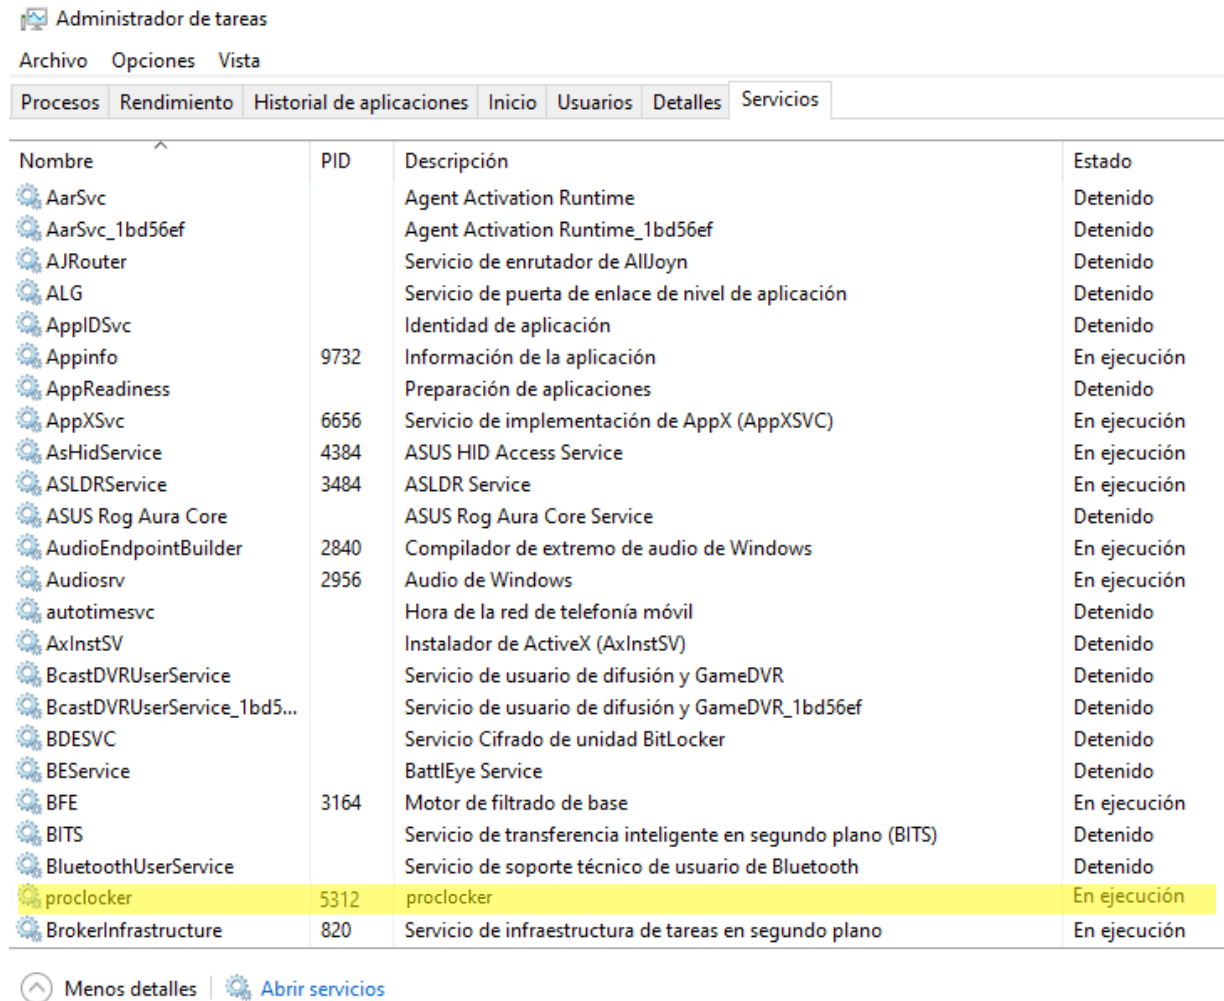 Administrador de tareas
Archivo Opciones Vista
Procesos Rendimiento Historial de aplicaciones Inicio Usuarios Detalles Servicios
Nombre PID Descripción Estado
AarSvc Agent Activation Runtime Detenido
AarSvc_1bd56ef Agent Activation Runtime_1bd56ef Detenido
AJRouter Servicio de enrutador de AllJoyn Detenido
ALG Servicio de puerta de enlace de nivel de aplicación Detenido
AppIDSvc Identidad de aplicación Detenido
Appinfo 9732 Información de la aplicación En ejecución
AppReadiness Preparación de aplicaciones Detenido
AppXSvc 6656 Servicio de implementación de AppX (AppXSVC) En ejecución
AsHidService 4384 ASUS HID Access Service En ejecución
ASLDRService 3484 ASLDR Service En ejecución
ASUS Rog Aura Core ASUS Rog Aura Core Service Detenido
AudioEndpointBuilder 2840 Compilador de extremo de audio de Windows En ejecución
Audiosrv 2956 Audio de Windows En ejecución
autotimesvc Hora de la red de telefonía móvil Detenido
AxInstSV Instalador de ActiveX (AxInstSV) Detenido
BcastDVRUserService Servicio de usuario de difusión y GameDVR Detenido
BcastDVRUserService_1bd5... Servicio de usuario de difusión y GameDVR_1bd56ef Detenido
BDESVC Servicio Cifrado de unidad BitLocker Detenido
BEService BattlEye Service Detenido
BFE 3164 Motor de filtrado de base En ejecución
BITS Servicio de transferencia inteligente en segundo plano (BITS) Detenido
BluetoothUserService Servicio de soporte técnico de usuario de Bluetooth Detenido
proclocker 5312 proclocker En ejecución
BrokerInfrastructure 820 Servicio de infraestructura de tareas en segundo plano En ejecución
Menos detalles Abrir servicios